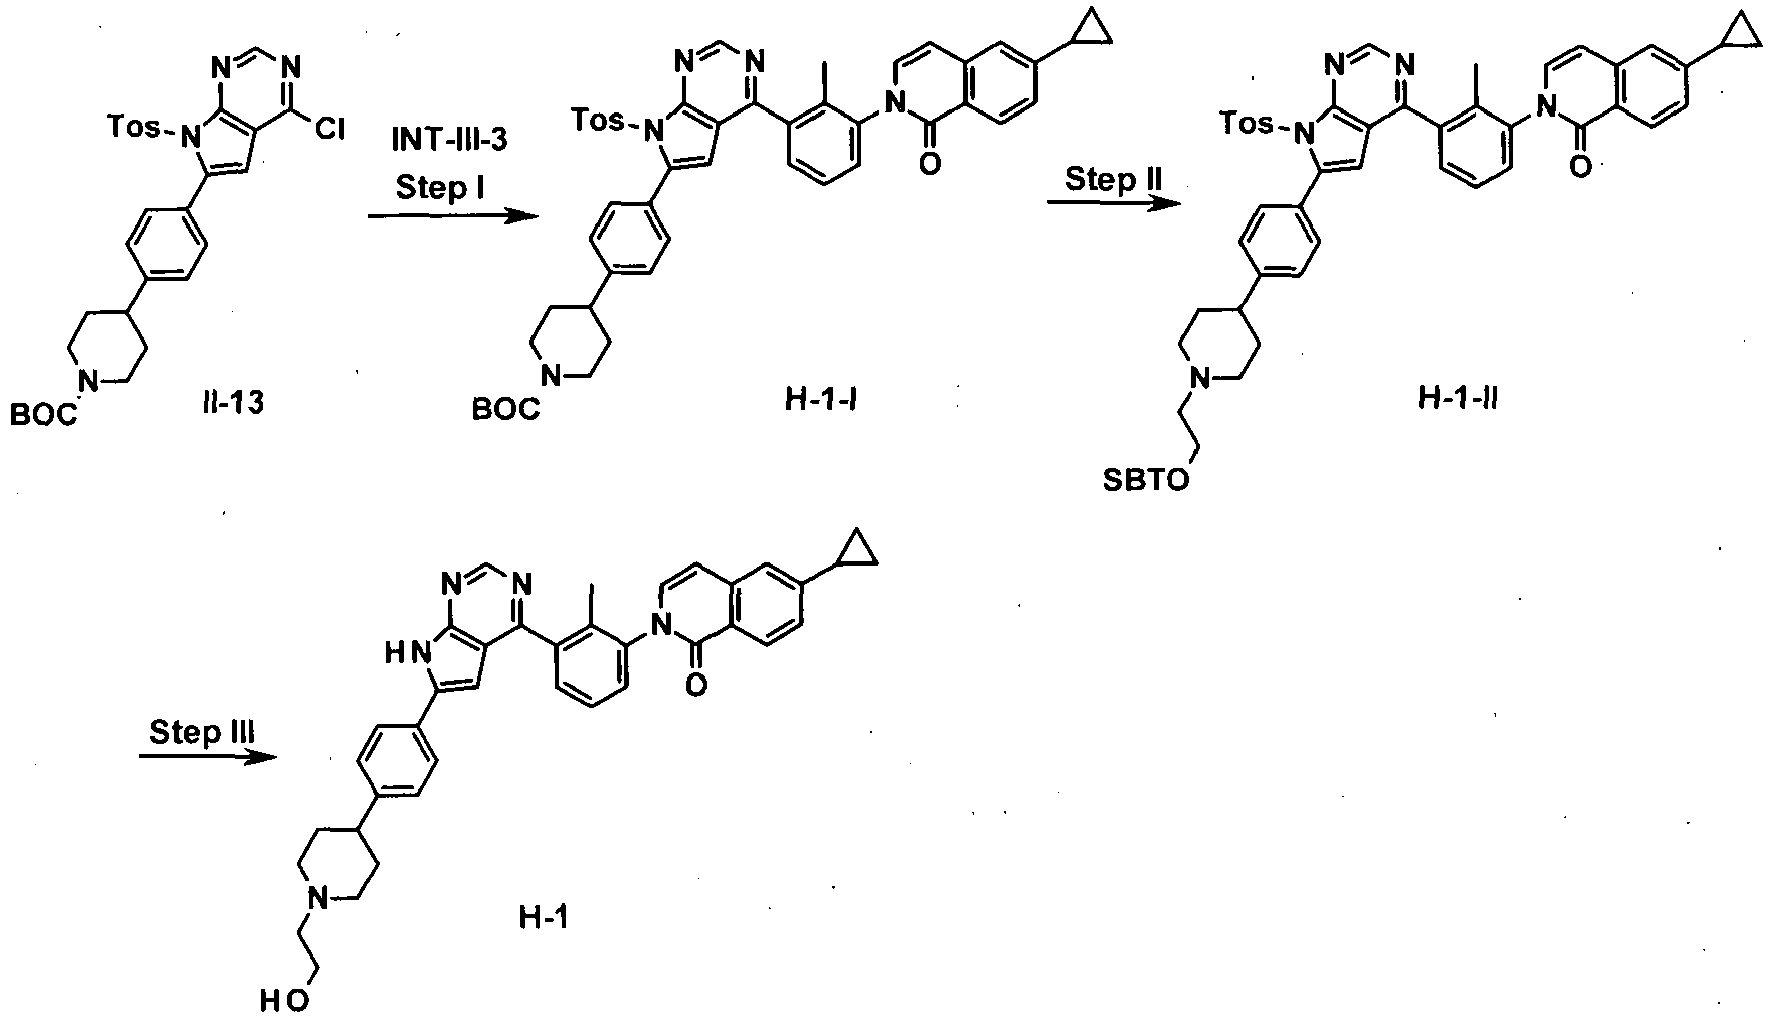 N N
Tos N Cl
BOC N
II-13
INT-III-3
Step I
N N
Tos N N
O
N
BOC
H-1-I
Step II
N N
Tos N N
O
N
SBTO
H-1-II
Step III
N N
HN N
O
N
HO
H-1